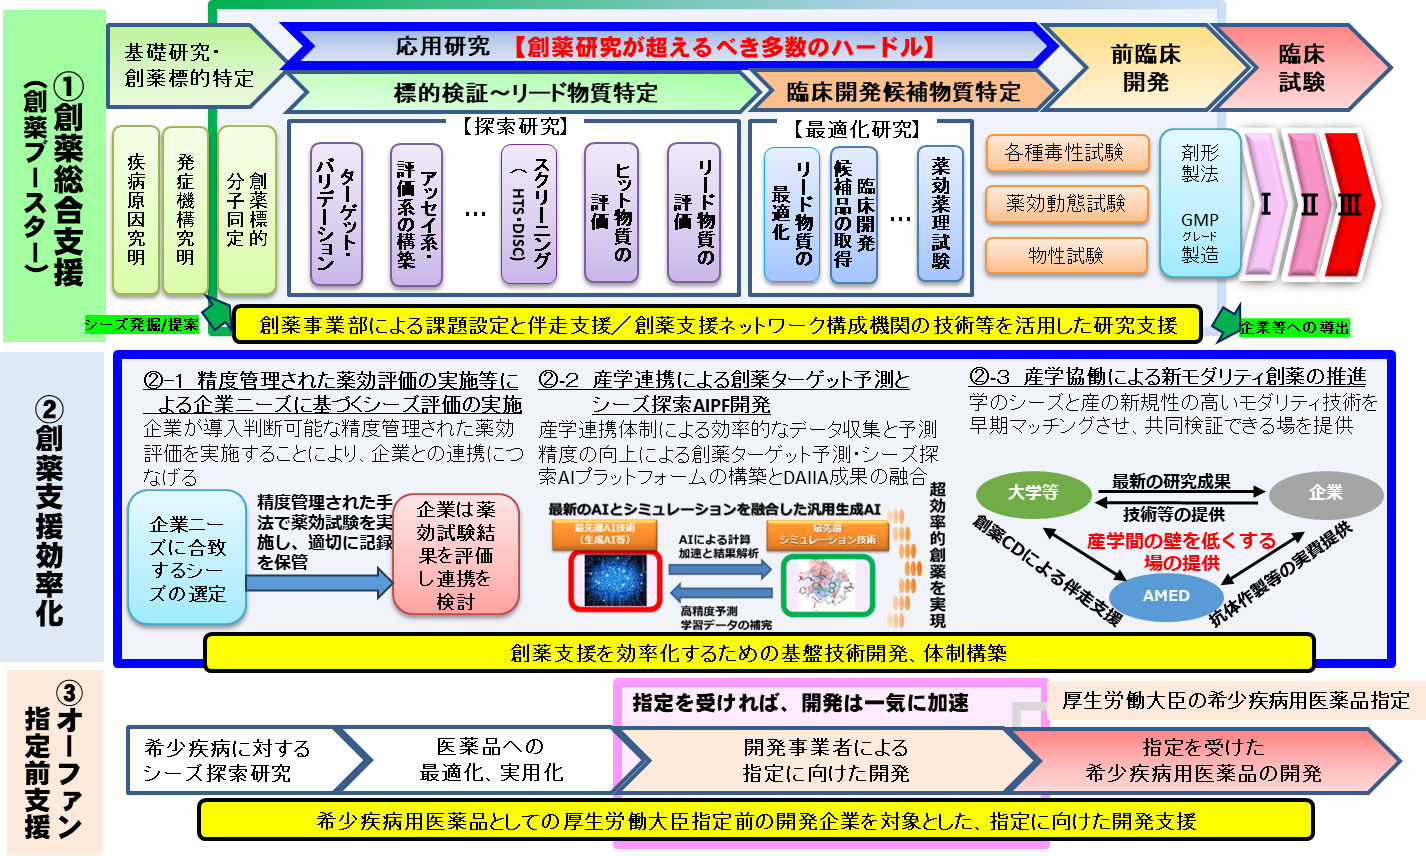 ①創薬総合支援
（創薬ブースター）
基礎研究・
創薬標的特定
応用研究 【創薬研究が超えるべき多数のハードル】
標的検証～リード物質特定
臨床開発候補物質特定
前臨床
開発
臨床
試験
疾病原因究明
発症機構究明
創薬標的
分子同定
【探索研究】
ターゲット・
バリデーション
アッセイ系・
評価系の構築
…
スクリーニング
（HTS・DISC）
ヒット物質の
評価
リード物質の
評価
【最適化研究】
リード物質の
最適化
臨床開発
候補品の取得
…
薬効薬理試験
各種毒性試験
薬効動態試験
物性試験
剤形
製法
GMP
グレード
製造
Ⅰ
Ⅱ
Ⅲ
シーズ発掘/提案
創薬事業部による課題設定と伴走支援／創薬支援ネットワーク構成機関の技術等を活用した研究支援
企業等への導出
②創薬支援効率化
②-1 精度管理された薬効評価の実施等に
よる企業ニーズに基づくシーズ評価の実施
企業が導入判断可能な精度管理された薬効
評価を実施することにより、企業との連携につ
なげる
企業ニー
ズに合致
するシー
ズの選定
精度管理された手
法で薬効試験を実
施し、適切に記録
を保管
企業は薬
効試験結
果を評価
し連携を
検討
②-2 産学連携による創薬ターゲット予測と
シーズ探索AIPF開発
産学連携体制による効率的なデータ収集と予測
精度の向上による創薬ターゲット予測・シーズ探
索AIプラットフォームの構築とDAIIA成果の融合
最新のAIとシミュレーションを融合した汎用生成AI
最先端AI技術
（生成AI等）
AIによる計算
加速と結果解析
最先端
シミュレーション技術
高精度予測
学習データの補完
超効率的創薬を実現
②-3 産学協働による新モダリティ創薬の推進
学のシーズと産の新規性の高いモダリティ技術を
早期マッチングさせ、共同検証できる場を提供
大学等
最新の研究成果
技術等の提供
企業
産学間の壁を低くする
場の提供
創薬CDによる伴走支援
AMED
抗体作製等の実費提供
創薬支援を効率化するための基盤技術開発、体制構築
③オーファン
指定前支援
指定を受ければ、開発は一気に加速
厚生労働大臣の希少疾病用医薬品指定
希少疾病に対する
シーズ探索研究
医薬品への
最適化、実用化
開発事業者による
指定に向けた開発
指定を受けた
希少疾病用医薬品の開発
希少疾病用医薬品としての厚生労働大臣指定前の開発企業を対象とした、指定に向けた開発支援